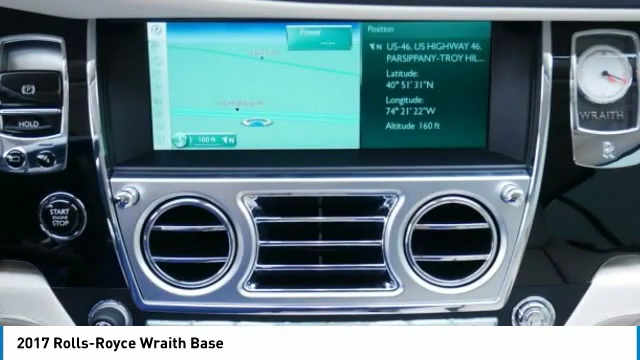 Power
Position
N US-46, US HIGHWAY 46,
PARSIPPANY-TROY HIL...
Latitude:
40° 51' 31"N
Longitude:
74° 21' 22"W
Altitude 160 ft
100 ft N
HOLD
WRAITH
R
START
ENGINE
STOP
2017 Rolls-Royce Wraith Base